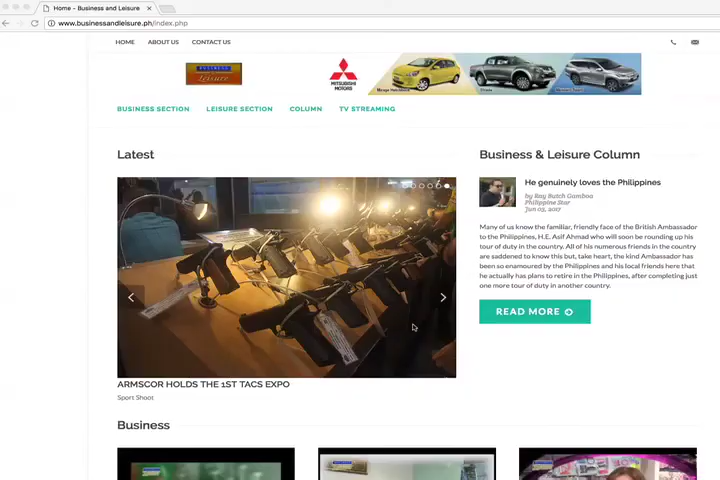 Home - Business and Leisure
www.businessandleisure.ph/index.php
HOME ABOUT US CONTACT US
BUSINESS
Leisure
MITSUBISHI
MOTORS
BUSINESS SECTION LEISURE SECTION COLUMN TV STREAMING
Latest
ARMSCOR HOLDS THE 1ST TACS EXPO
Sport Shoot
Business & Leisure Column
He genuinely loves the Philippines
by Ray Butch Gamboa
Philippine Star
Jun 03, 2017
Many of us know the familiar, friendly face of the British Ambassador
to the Philippines, H.E. Asif Ahmad who will soon be rounding up his
tour of duty in the country. All of his numerous friends in the country
are saddened to know this but, take heart, the kind Ambassador has
been so enamoured by the Philippines and his local friends here that
he actually has plans to retire in the Philippines, after completing just
one more tour of duty in another country.
READ MORE
Business